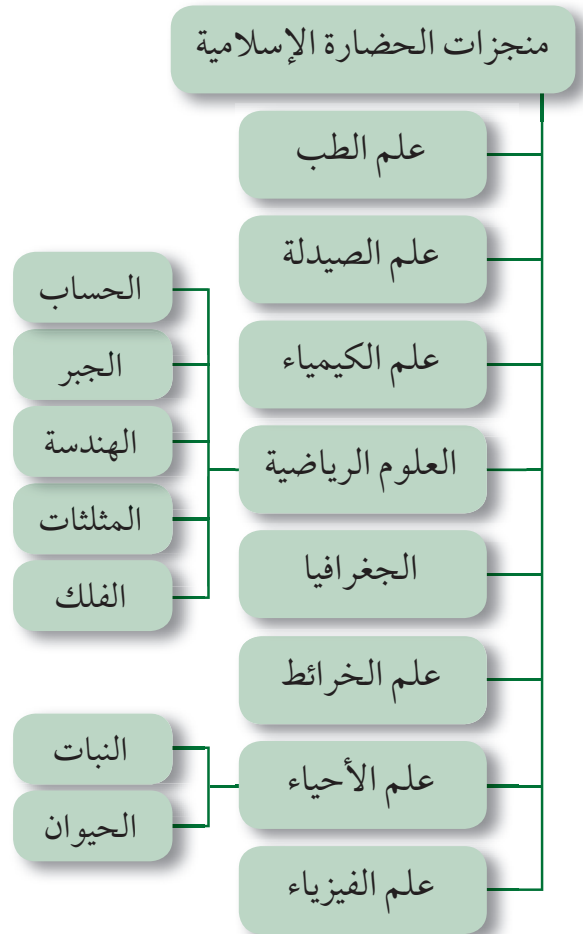 منجزات الحضارة الإسلامية
علم الطب
علم الصيدلة
علم الكيمياء
العلوم الرياضية
الحساب
الجبر
الهندسة
المثلثات
الفلك
الجغرافيا
علم الخرائط
علم الأحياء
النبات
الحيوان
علم الفيزياء